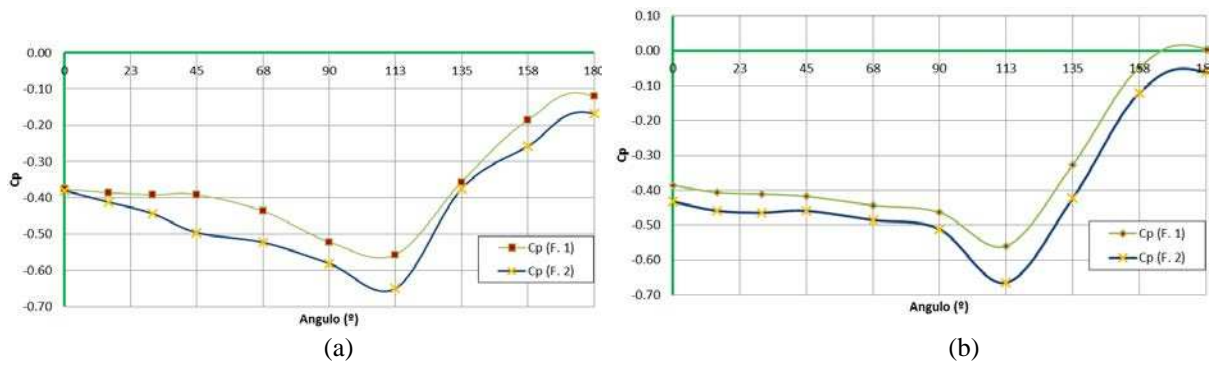 0.00
-0.10
-0.20
-0.30
-0.40
-0.50
-0.60
-0.70
Cp
0 23 45 68 90 113 135 158 180
Cp (F. 1)
Cp (F. 2)
Angulo (º)
(a)
0.10
0.00
-0.10
-0.20
-0.30
-0.40
-0.50
-0.60
-0.70
Cp
0 23 45 68 90 113 135 158
Cp (F. 1)
Cp (F. 2)
Angulo (º)
(b)